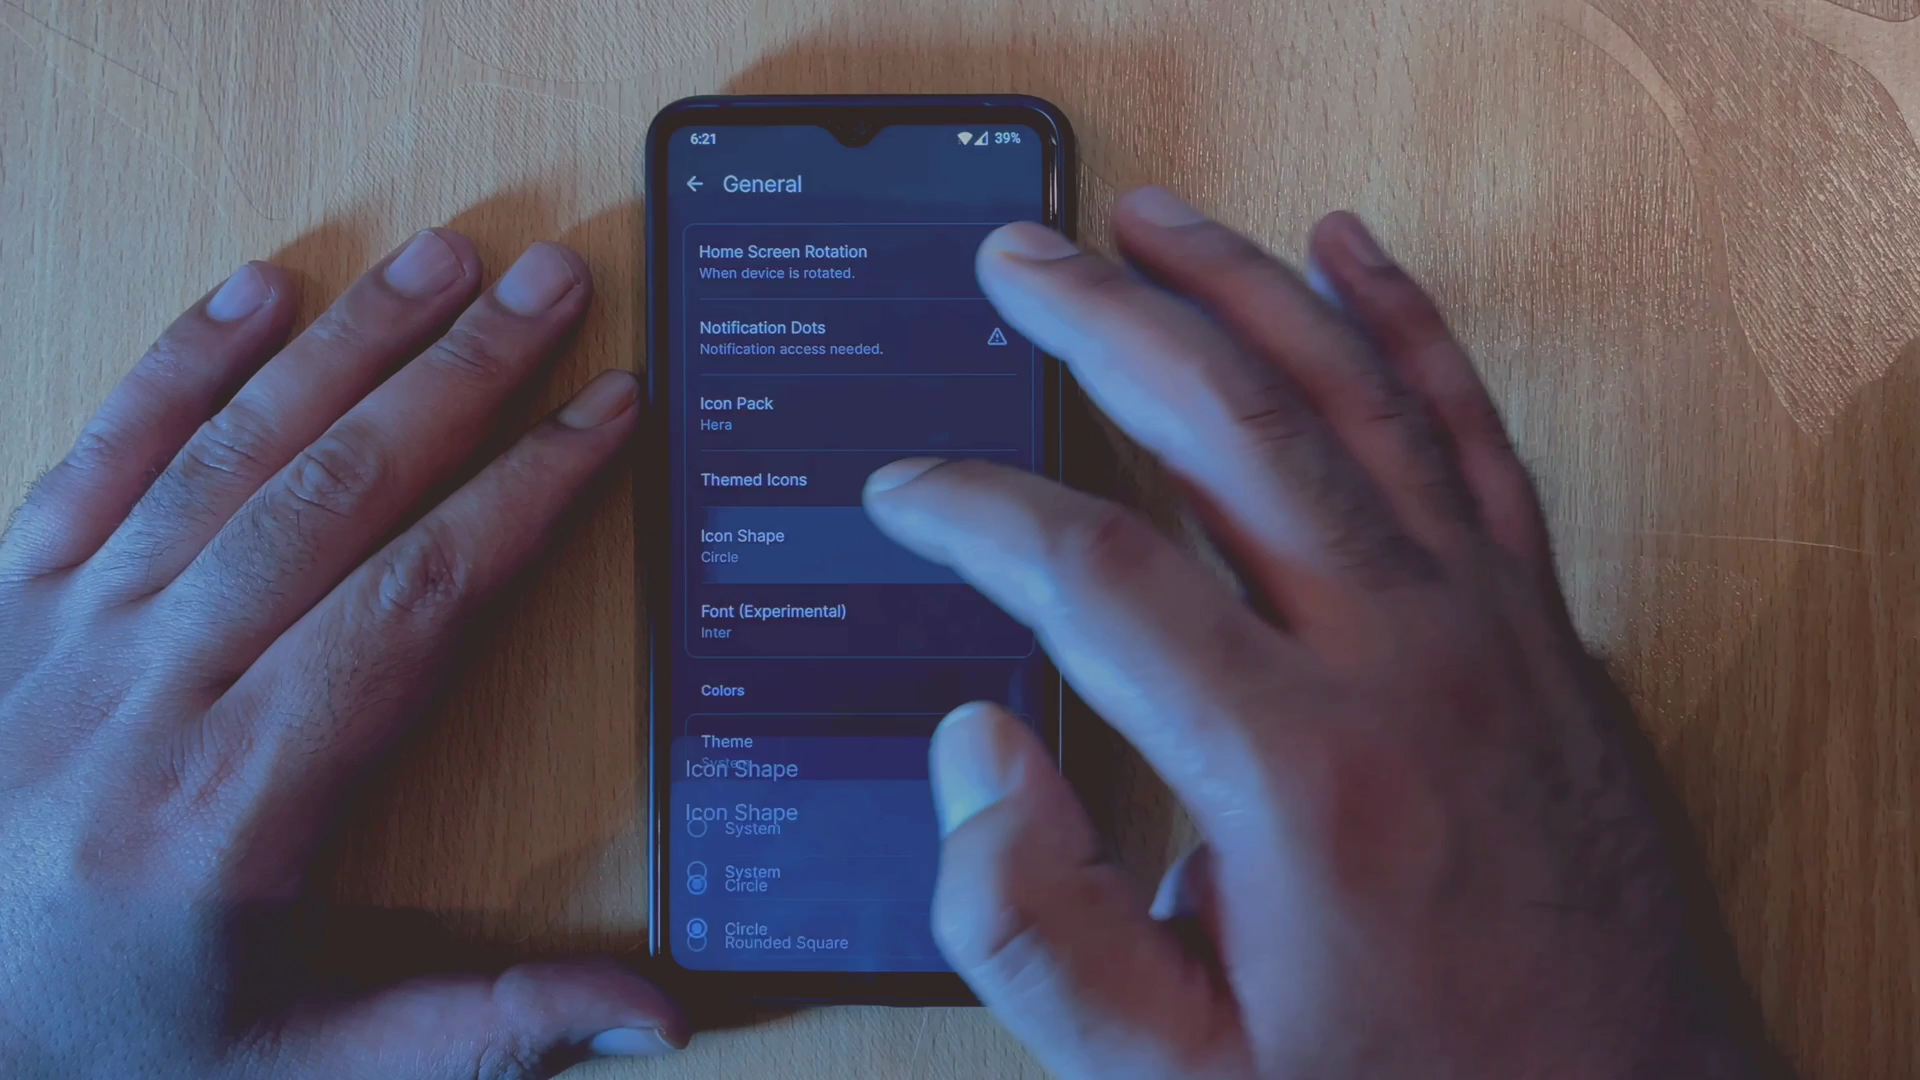 6:21
39%
General
Home Screen Rotation
When device is rotated.
Notification Dots
Notification access needed.
Icon Pack
Hera
Themed Icons
Icon Shape
Circle
Font (Experimental)
Inter
Colors
Theme
System
Icon Shape
Icon Shape
System
System
Circle
Circle
Rounded Square